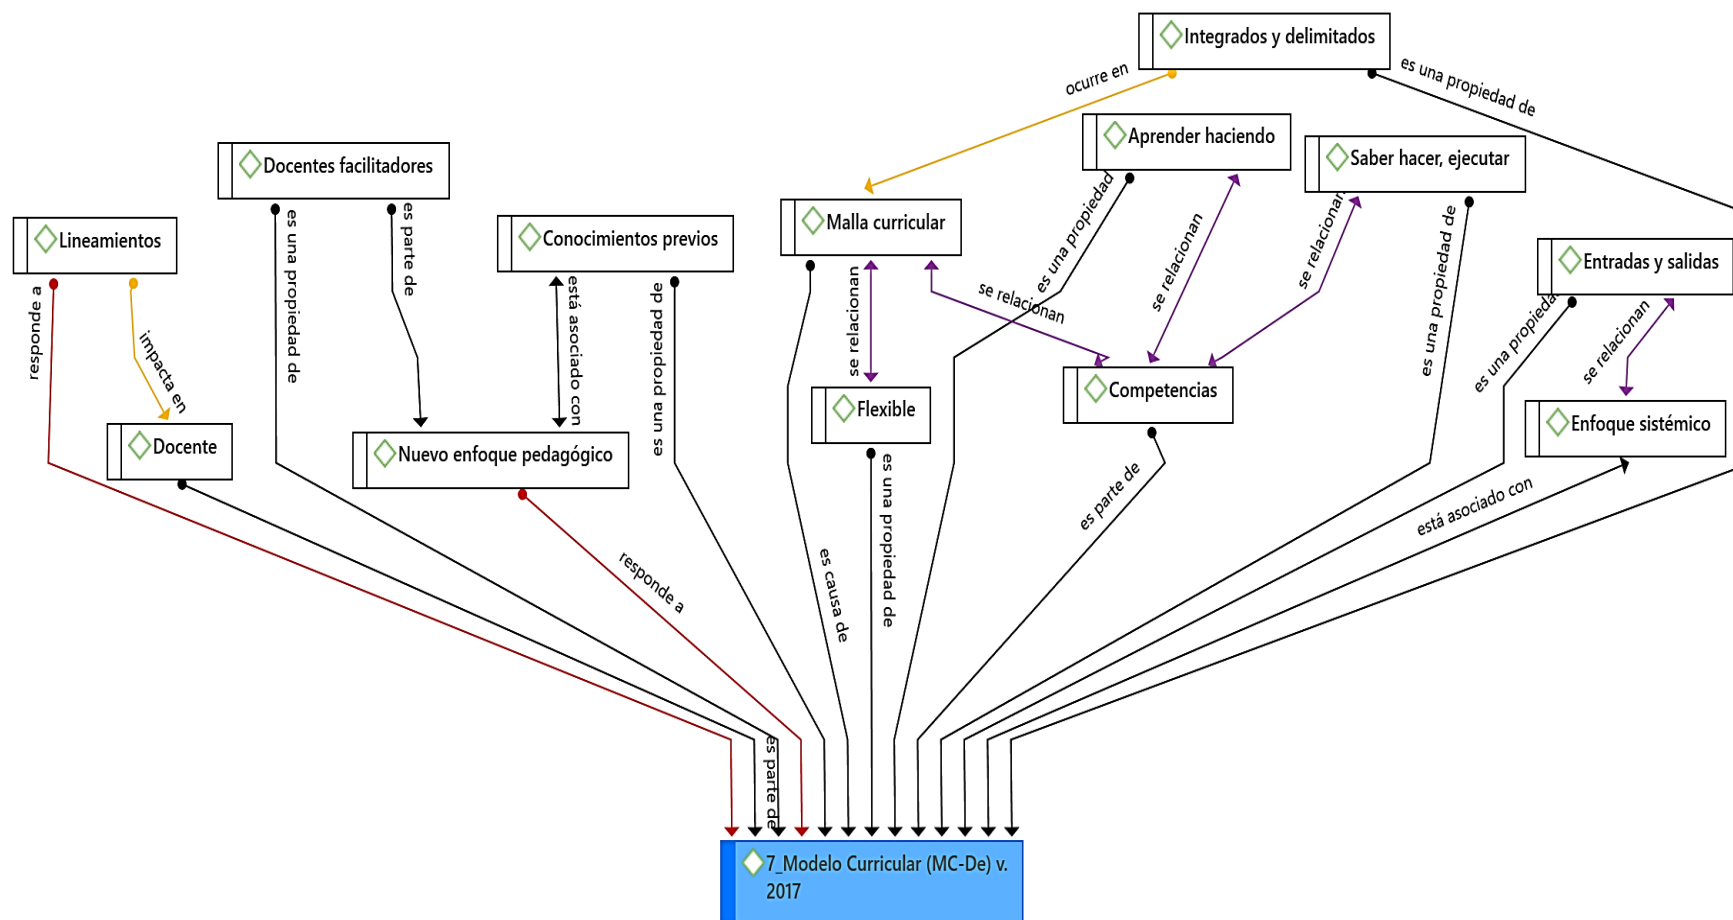 Integrados y delimitados
ocurre en
es una propiedad de
Aprender haciendo
Saber hacer, ejecutar
Docentes facilitadores
Malla curricular
Lineamientos
Conocimientos previos
Entradas y salidas
responde a
impacta en
es una propiedad de
es parte de
está asociado con
es una propiedad de
se relacionan
se relacionan
es una propiedad
se relacionan
se relacionan
es una propiedad de
es una propiedad
se relacionan
Docente
Nuevo enfoque pedagógico
Flexible
Competencias
Enfoque sistémico
responde a
es causa de
es una propiedad de
es parte de
está asociado con
es parte de
7_Modelo Curricular (MC-De) v.
2017